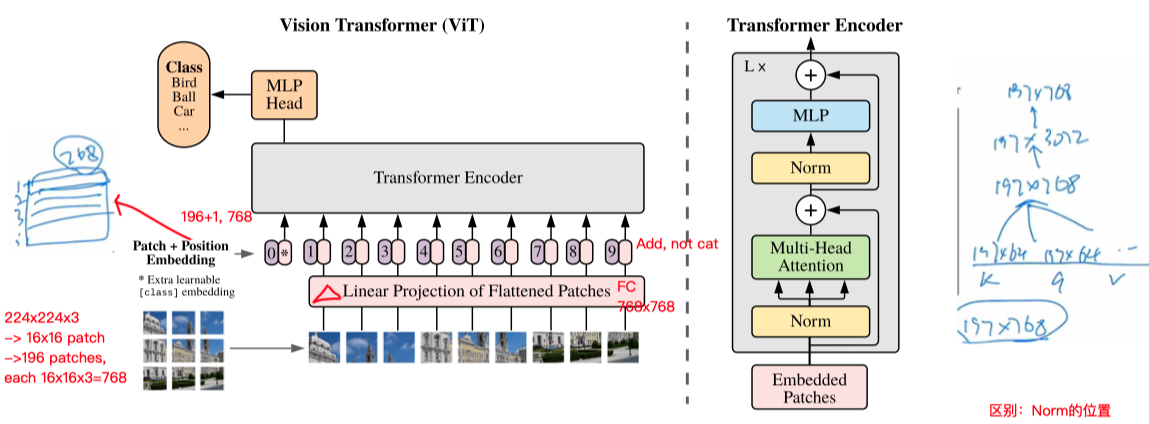 Vision Transformer (ViT)
Class
Bird
Ball
Car
...
MLP
Head
Transformer Encoder
768
1
2
3
196+1, 768
Patch + Position
Embedding
0 * 1 2 3 4 5 6 7 8 9
Add, not cat
* Extra learnable
[class] embedding
Linear Projection of Flattened Patches
FC
768x768
224x224x3
–> 16x16 patch
–>196 patches,
each 16x16x3=768
Transformer Encoder
L ×
+
MLP
Norm
+
Multi-Head
Attention
Norm
Embedded
Patches
197×768
197×3072
197×768
197×64 197×64 ...
K Q V
197×768
区别：Norm的位置